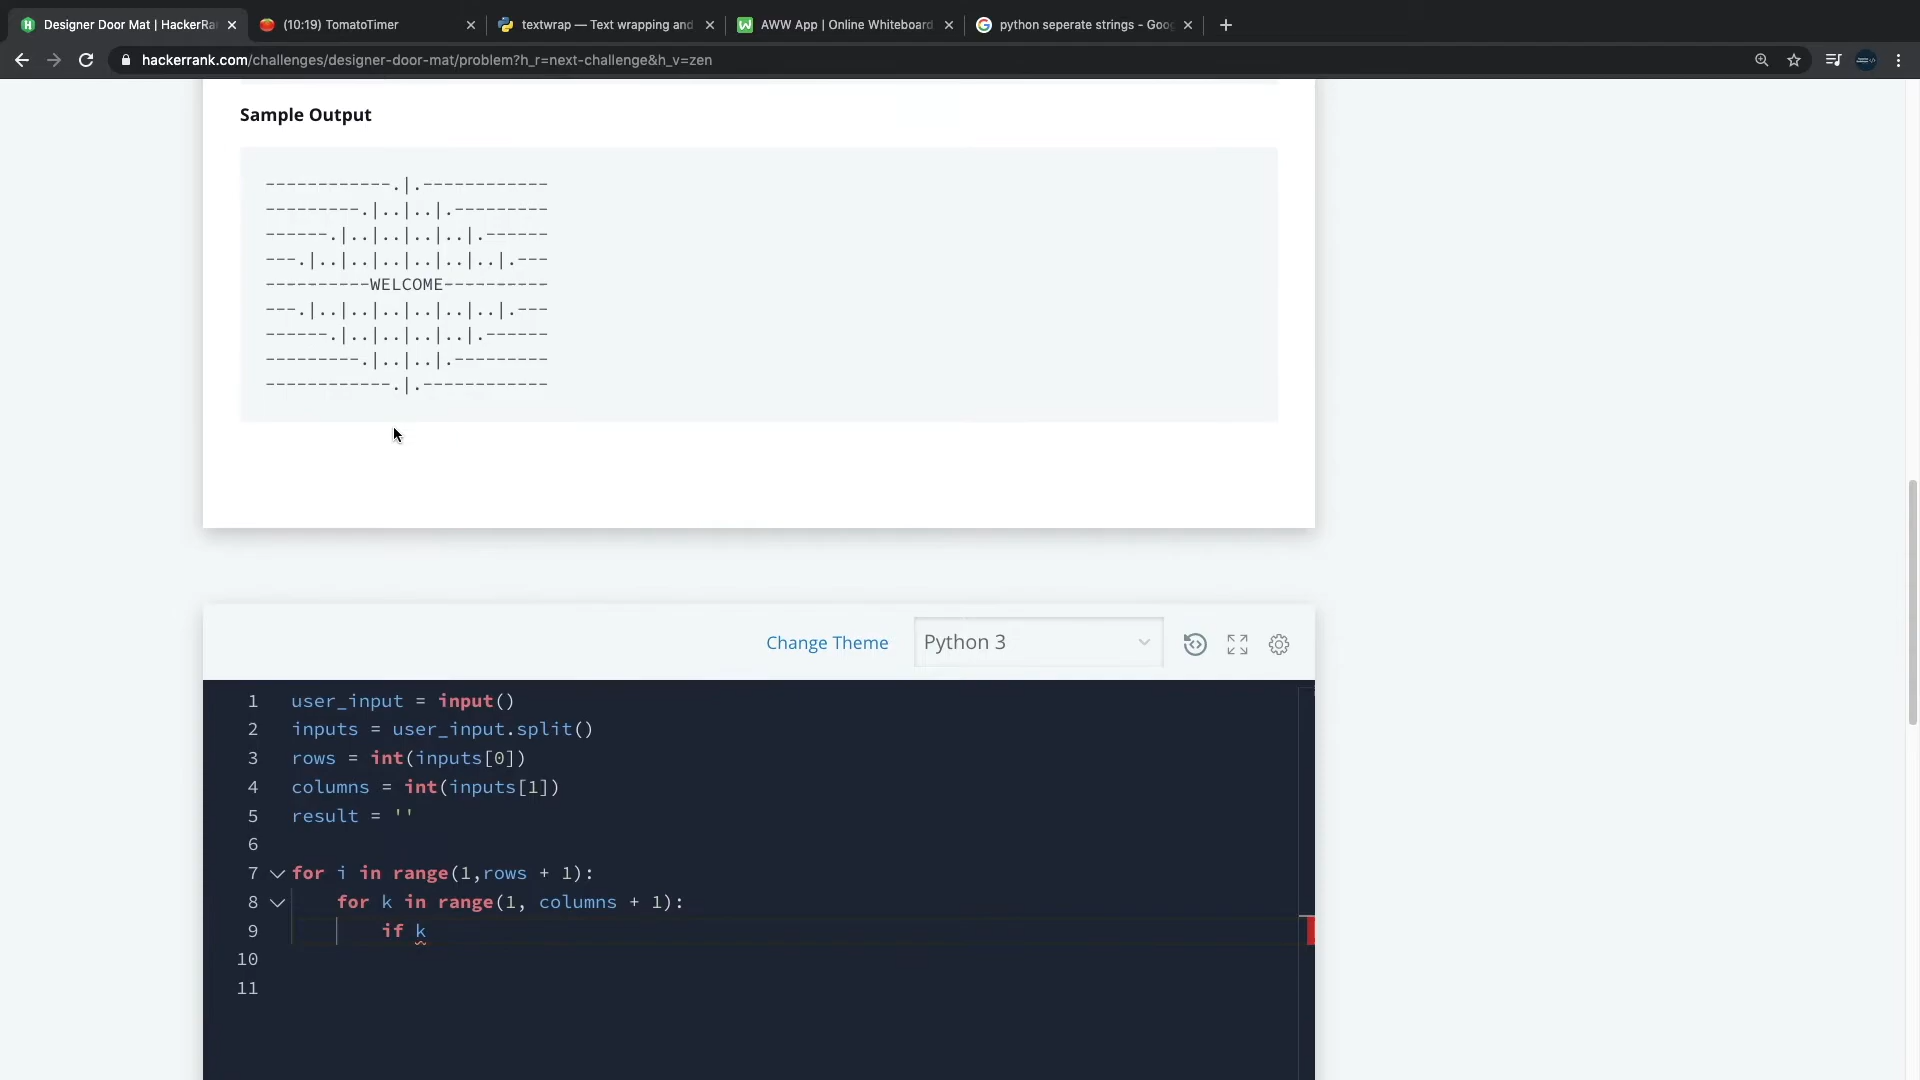 Designer Door Mat | HackerRa
(10:19) TomatoTimer
textwrap — Text wrapping and
AWW App | Online Whiteboard
python seperate strings - Goog
hackerrank.com/challenges/designer-door-mat/problem?h_r=next-challenge&h_v=zen
Sample Output
------------.|.------------
---------.|..|..|.---------
------.|..|..|..|..|.------
---.|..|..|..|..|..|..|.---
----------WELCOME----------
---.|..|..|..|..|..|..|.---
------.|..|..|..|..|.------
---------.|..|..|.---------
------------.|.------------
Change Theme
Python 3
1 user_input = input()
2 inputs = user_input.split()
3 rows = int(inputs[0])
4 columns = int(inputs[1])
5 result = ''
6
7 for i in range(1,rows + 1):
8 for k in range(1, columns + 1):
9 if k
10
11